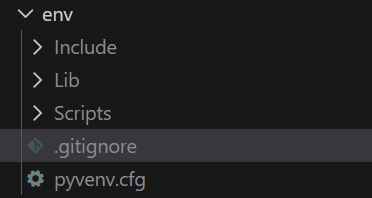 env
Include
Lib
Scripts
.gitignore
pyvenv.cfg